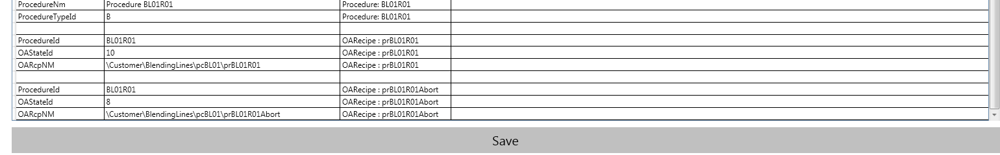 ProcedureNm Procedure BL01R01 Procedure: BL01R01
ProcedureTypeId B Procedure: BL01R01
ProcedureId BL01R01 OARecipe : prBL01R01
OAStateId 10 OARecipe : prBL01R01
OARcpNM \Customer\BlendingLines\pcBL01\prBL01R01 OARecipe : prBL01R01
ProcedureId BL01R01 OARecipe : prBL01R01Abort
OAStateId 8 OARecipe : prBL01R01Abort
OARcpNM \Customer\BlendingLines\pcBL01\prBL01R01Abort OARecipe : prBL01R01Abort
Save